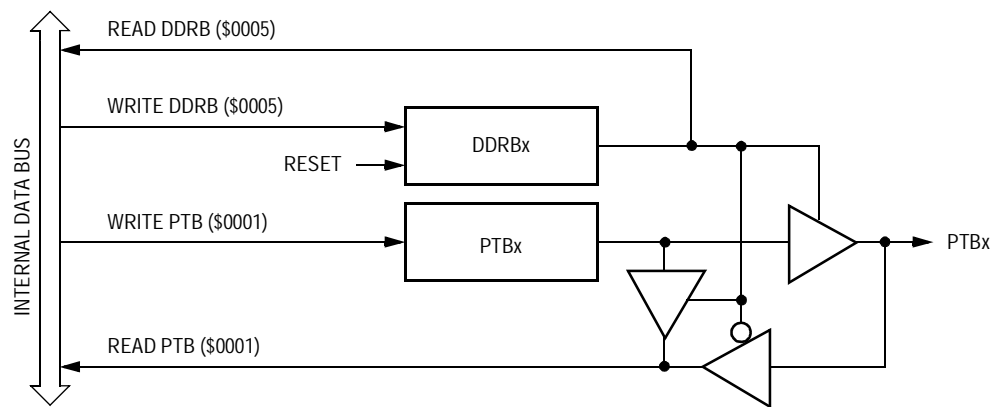 READ DDRB ($0005)
WRITE DDRB ($0005)
DDRBx
RESET
INTERNAL DATA BUS
WRITE PTB ($0001)
PTBx
PTBx
READ PTB ($0001)